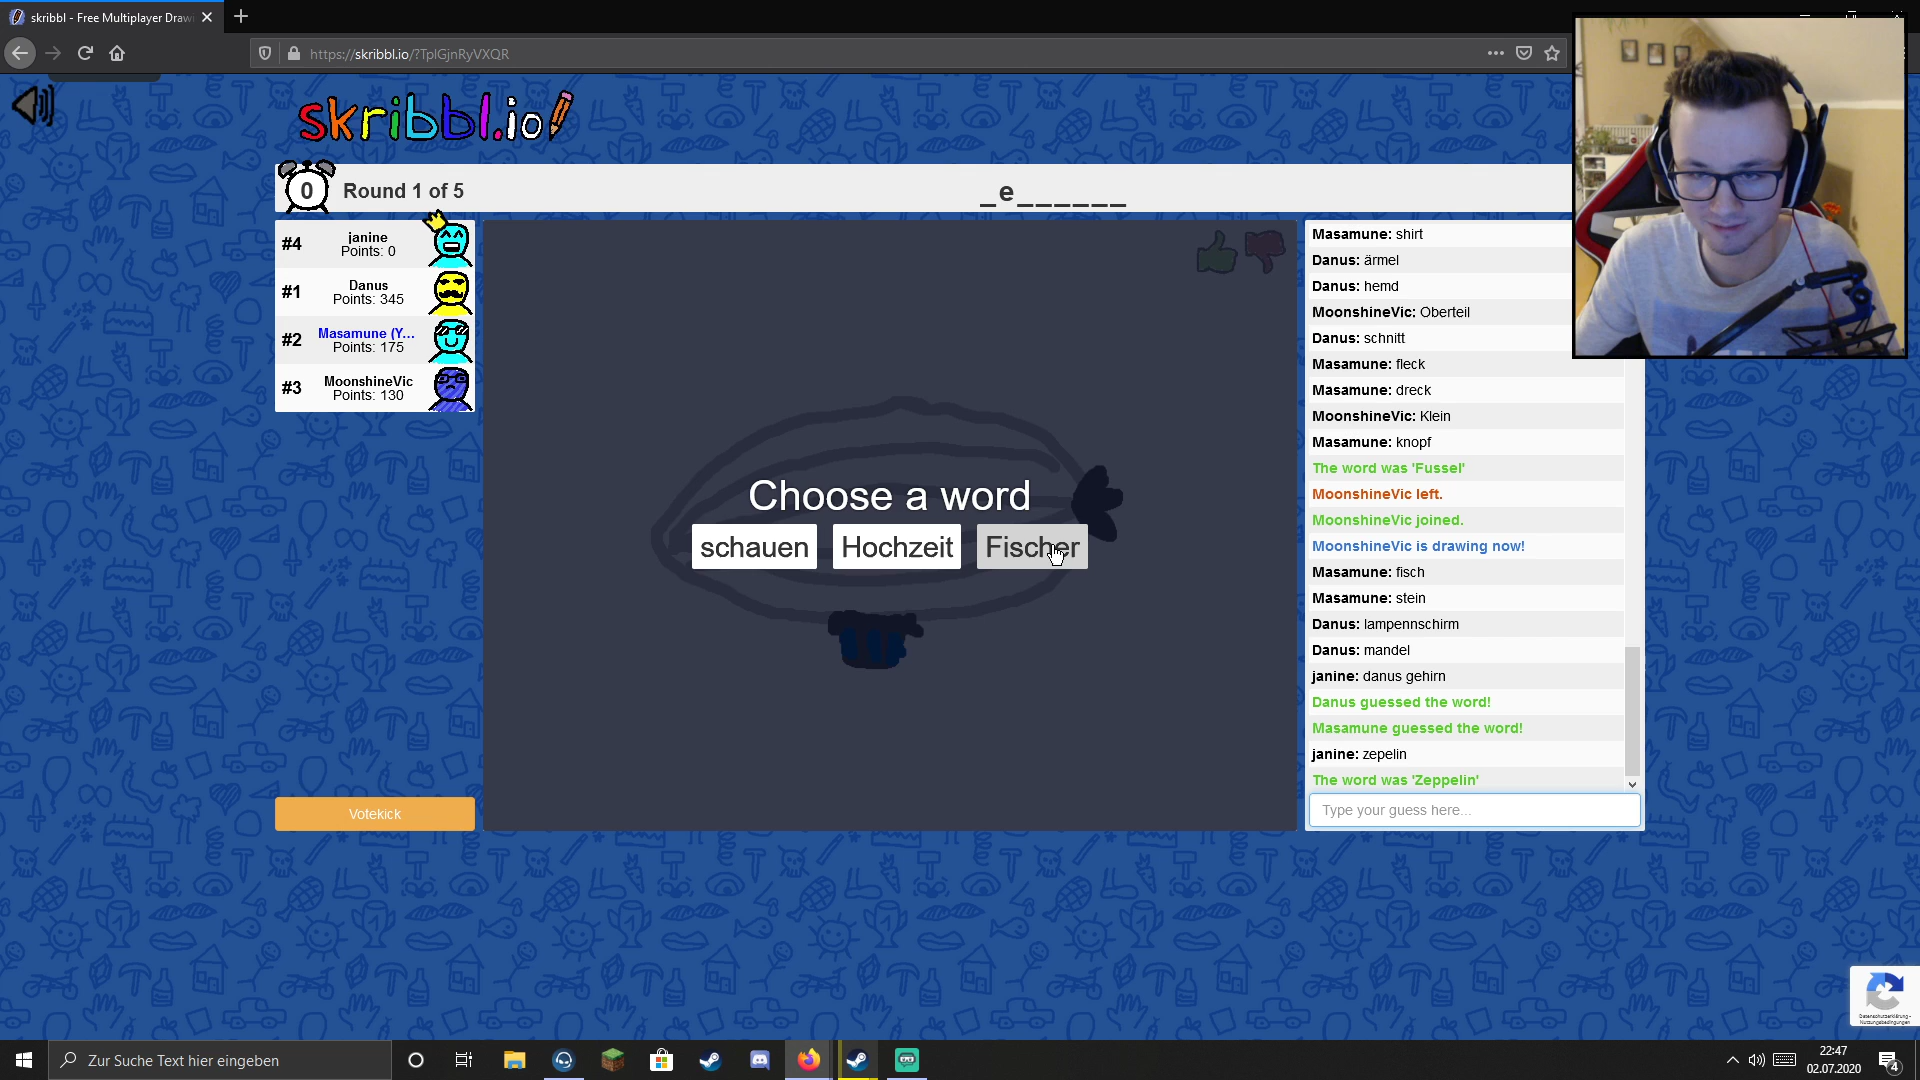 skribbl - Free Multiplayer Draw
https://skribbl.io/?TplGjnRyVXQR
skribbl.io
0
Round 1 of 5
_e______
#4
janine
Points: 0
#1
Danus
Points: 345
#2
Masamune (Y...
Points: 175
#3
MoonshineVic
Points: 130
Votekick
Choose a word
schauen
Hochzeit
Fischer
Masamune: shirt
Danus: ärmel
Danus: hemd
MoonshineVic: Oberteil
Danus: schnitt
Masamune: fleck
Masamune: dreck
MoonshineVic: Klein
Masamune: knopf
The word was 'Fussel'
MoonshineVic left.
MoonshineVic joined.
MoonshineVic is drawing now!
Masamune: fisch
Masamune: stein
Danus: lampennschirm
Danus: mandel
janine: danus gehirn
Danus guessed the word!
Masamune guessed the word!
janine: zepelin
The word was 'Zeppelin'
Type your guess here...
Datenschutzerklärung -
Nutzungsbedingungen
Zur Suche Text hier eingeben
22:47
02.07.2020
4